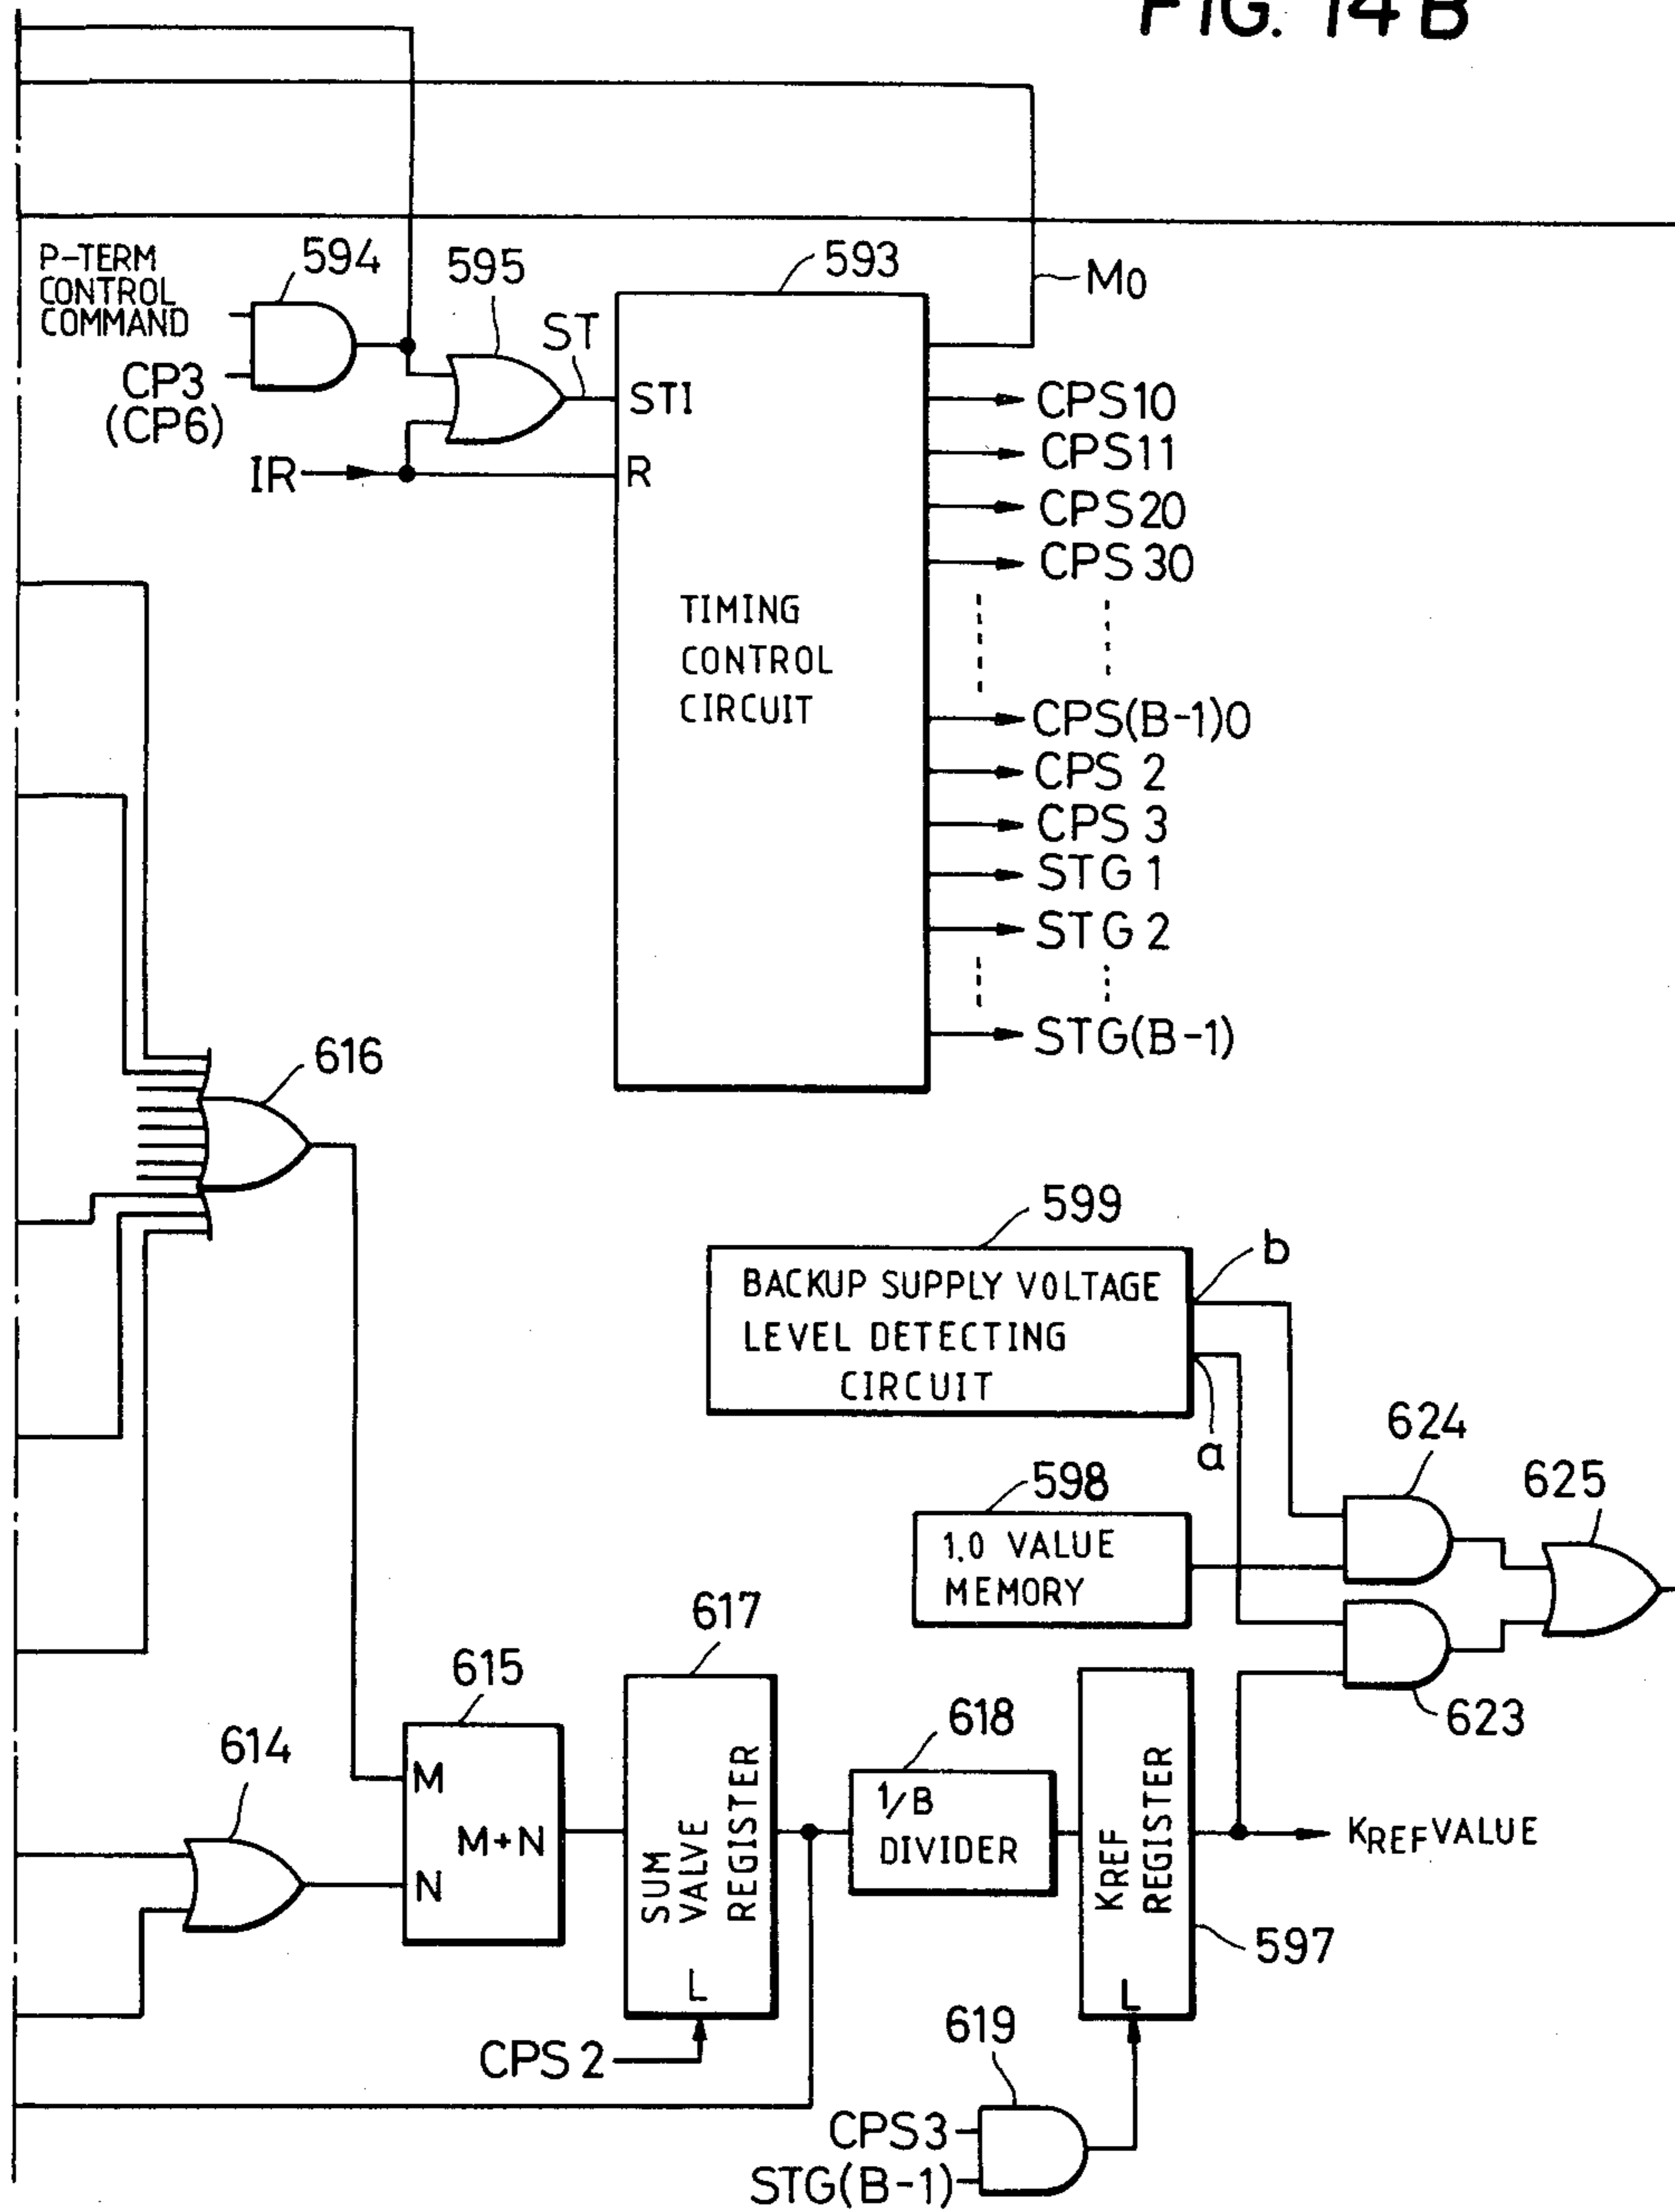 FIG. 14B
P-TERM
CONTROL
COMMAND
594
595
593
M0
ST
CP3
(CP6)
STI
IR
R
TIMING
CONTROL
CIRCUIT
CPS10
CPS11
CPS20
CPS30
CPS(B-1)0
CPS 2
CPS 3
STG 1
STG 2
STG(B-1)
616
599
BACKUP SUPPLY VOLTAGE
LEVEL DETECTING
CIRCUIT
b
a
624
598
1.0 VALUE
MEMORY
625
617
615
M
M+N
N
614
SUM
VALVE
REGISTER
L
618
1/B
DIVIDER
KREF
REGISTER
L
623
KREF VALUE
597
CPS 2
619
CPS3
STG(B-1)